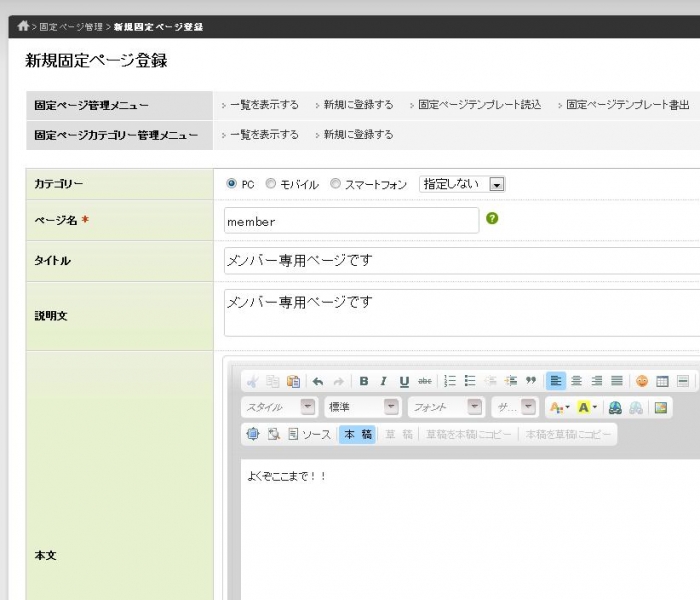 > 固定ページ管理 > 新規固定ページ登録
新規固定ページ登録
固定ページ管理メニュー > 一覧を表示する > 新規に登録する > 固定ページテンプレート読込 > 固定ページテンプレート書出
固定ページカテゴリー管理メニュー > 一覧を表示する > 新規に登録する
カテゴリー PC モバイル スマートフォン 指定しない
ページ名 * member ?
タイトル メンバー専用ページです
説明文 メンバー専用ページです
B I U abc
スタイル 標準 フォント サ... A A
ソース 本稿 草稿 草稿を本稿にコピー 本稿を草稿にコピー
よくぞここまで！！
本文